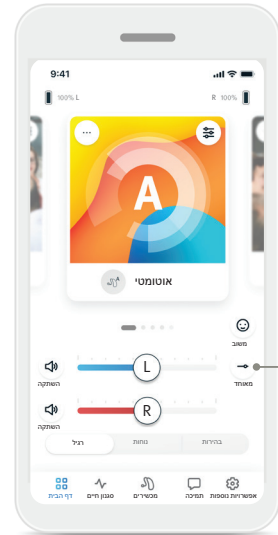 9:41
100% L
R 100%
A
אוטומטי
משוב
L
השתקה
מאוחד
R
השתקה
רגיל
נוחות
בהירות
דף הבית
סגנון חיים
מכשירים
תמיכה
אפשרויות נוספות